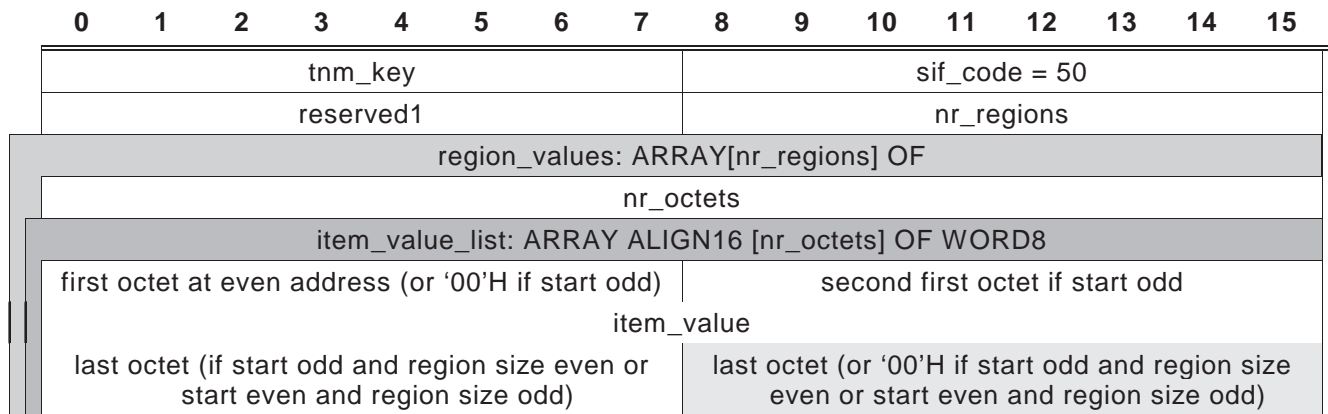 0 1 2 3 4 5 6 7 8 9 10 11 12 13 14 15
tnm_key sif_code = 50
reserved1 nr_regions
region_values: ARRAY[nr_regions] OF
nr_octets
item_value_list: ARRAY ALIGN16 [nr_octets] OF WORD8
first octet at even address (or ‘00’H if start odd) second first octet if start odd
item_value
last octet (if start odd and region size even or last octet (or ‘00’H if start odd and region size
start even and region size odd) even or start even and region size odd)